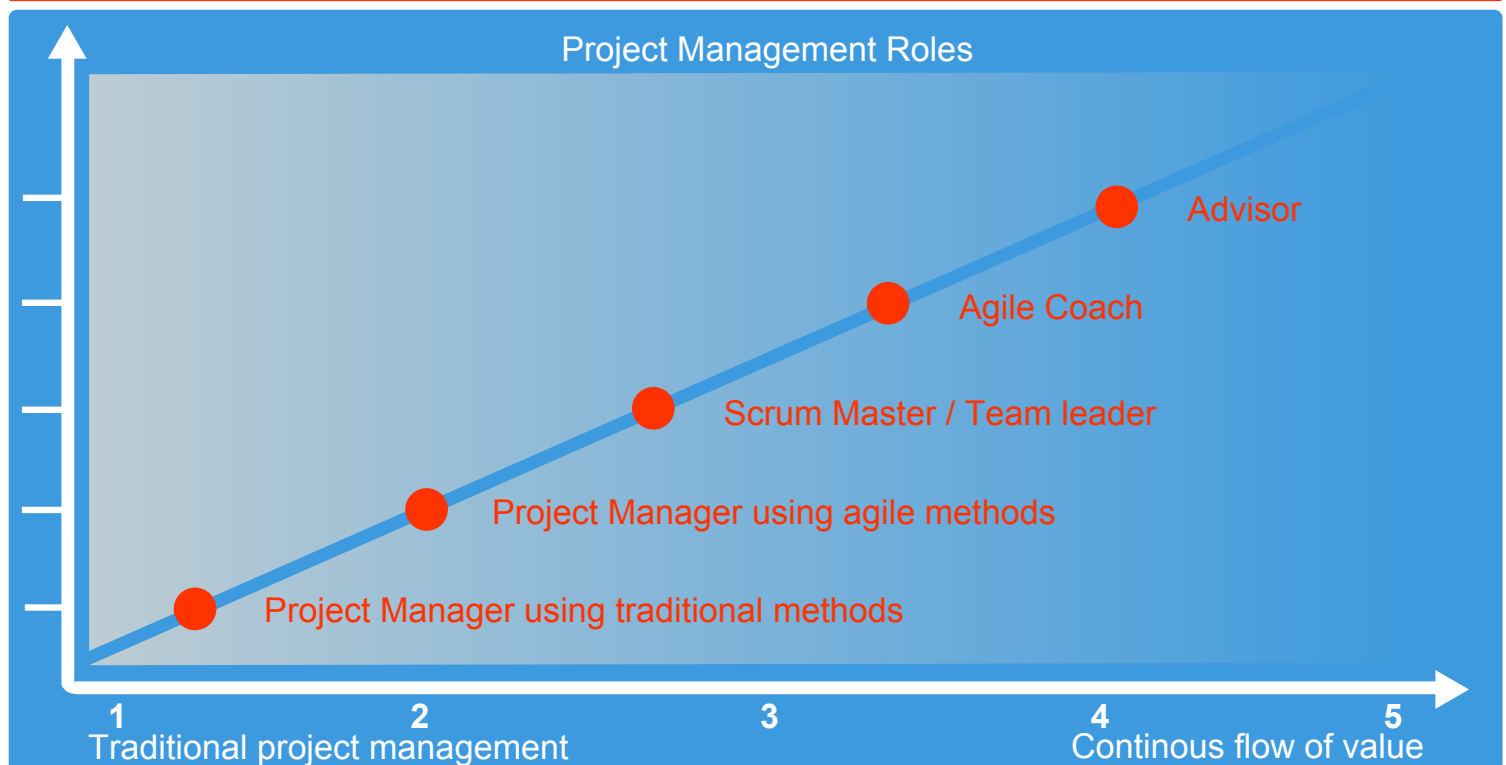 Project Management Roles
Advisor
Agile Coach
Scrum Master / Team leader
Project Manager using agile methods
Project Manager using traditional methods
1 2 3 4 5
Traditional project management Continous flow of value